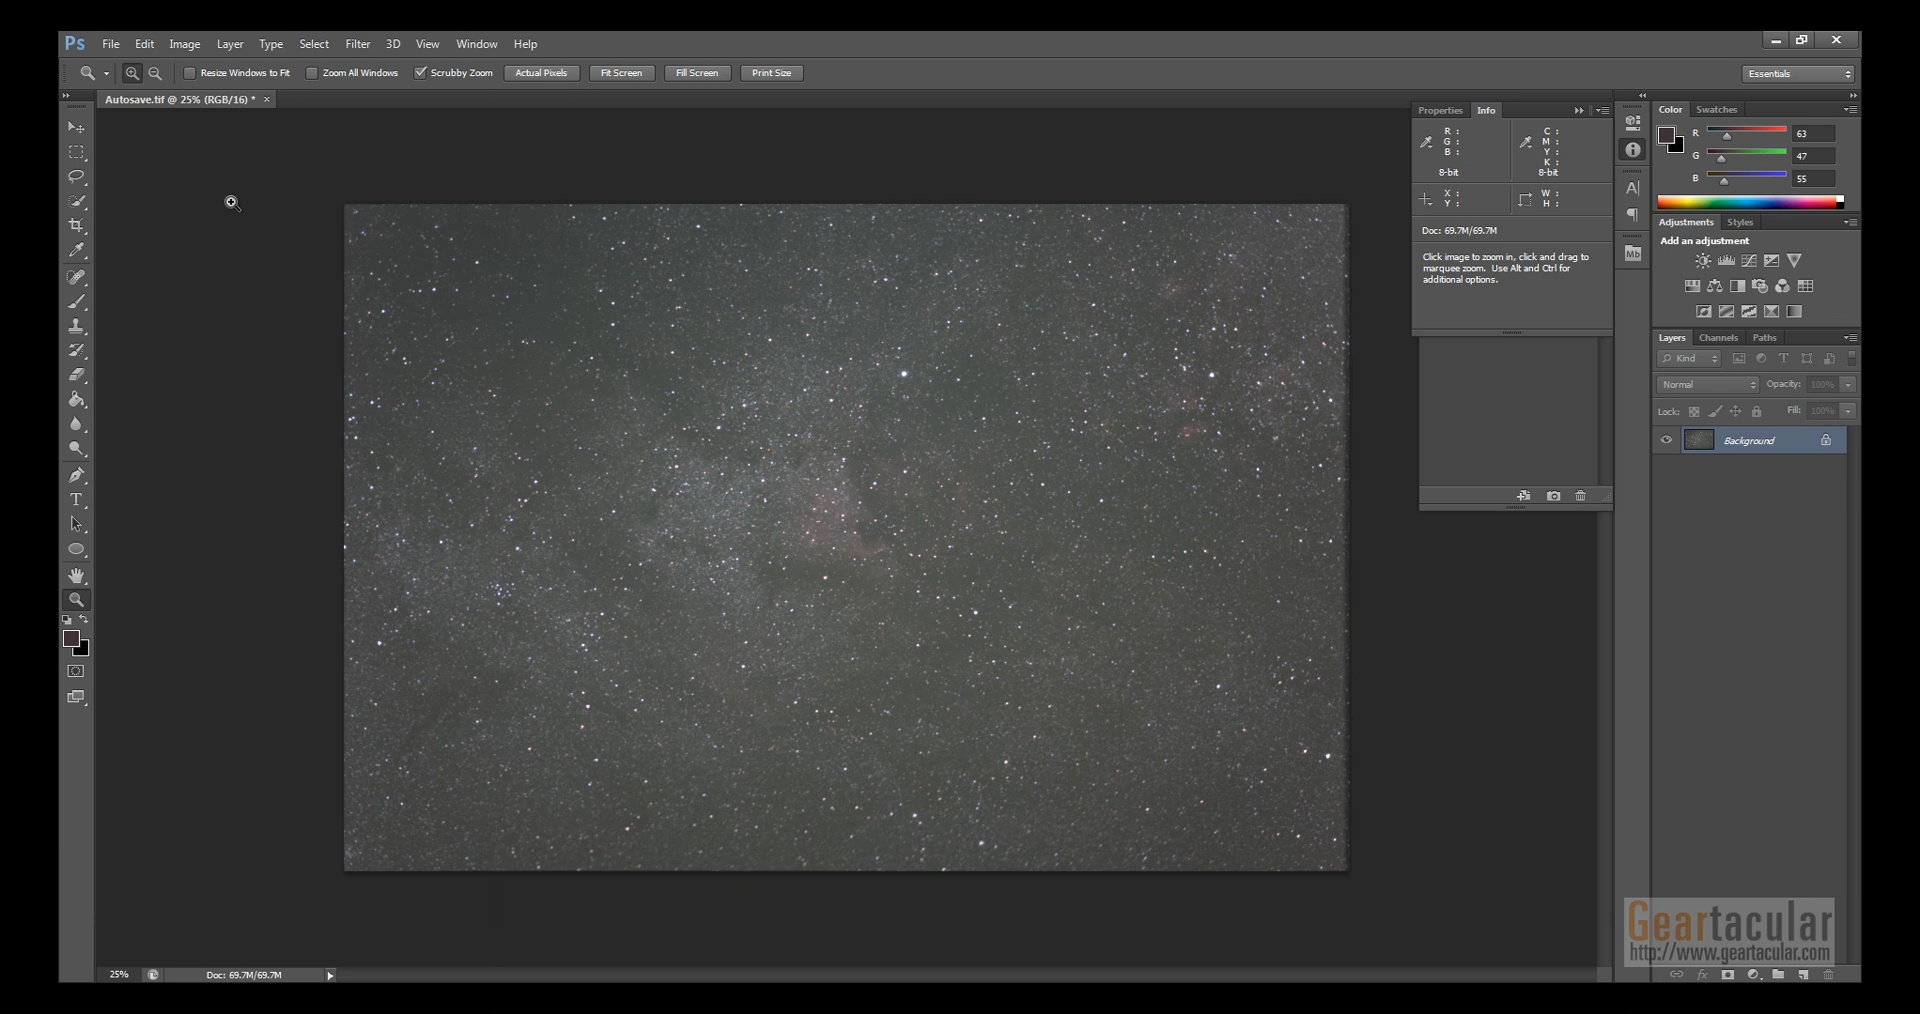 Ps File Edit Image Layer Type Select Filter 3D View Window Help
Resize Windows to Fit Zoom All Windows Scrubby Zoom Actual Pixels Fit Screen Fill Screen Print Size Essentials
Autosave.tif @ 25% (RGB/16) * ×
Properties Info
R :
G :
B :
8-bit
C :
M :
Y :
K :
8-bit
X :
Y :
W :
H :
Doc: 69.7M/69.7M
Click image to zoom in, click and drag to
marquee zoom. Use Alt and Ctrl for
additional options.
Color Swatches
R 63
G 47
B 55
Adjustments Styles
Add an adjustment
Layers Channels Paths
Kind
Normal Opacity: 100%
Lock: Fill: 100%
Background
A
Mb
T
fx
Geartacular
http://www.geartacular.com
25% Doc: 69.7M/69.7M